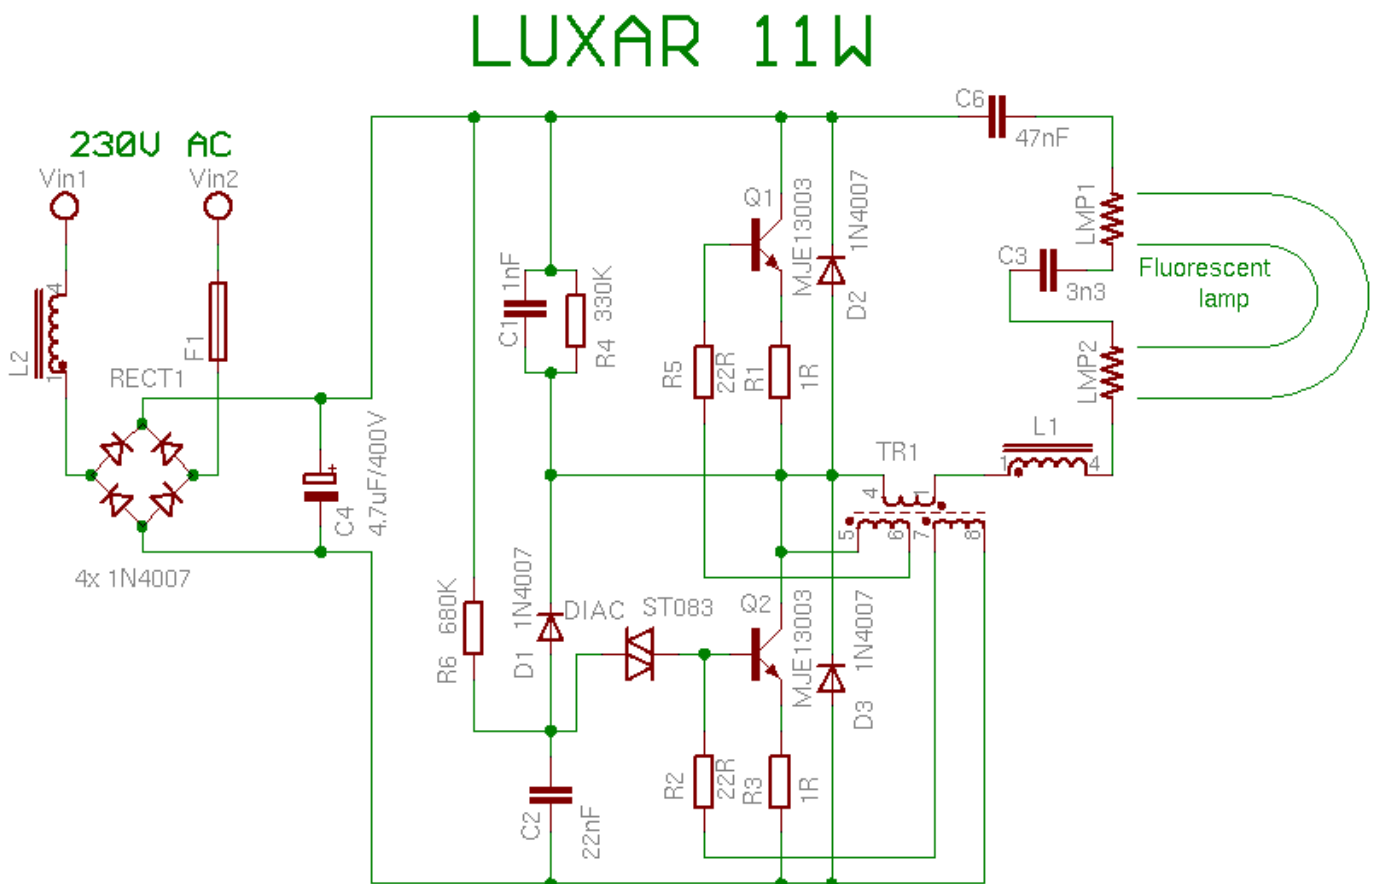 LUXAR 11W
230V AC
Vin1
Vin2
L2
4
1
F1
RECT1
4x 1N4007
C4
4.7uF/400V
+
R6
680K
C1
1nF
R4
330K
D1
1N4007
C2
22nF
DIAC
ST083
R5
22R
R1
1R
Q1
MJE13003
1N4007
D2
Q2
MJE13003
1N4007
D3
R2
22R
R3
1R
TR1
4
1
5
6
7
8
L1
1
4
C6
47nF
LMP1
C3
3n3
LMP2
Fluorescent
lamp